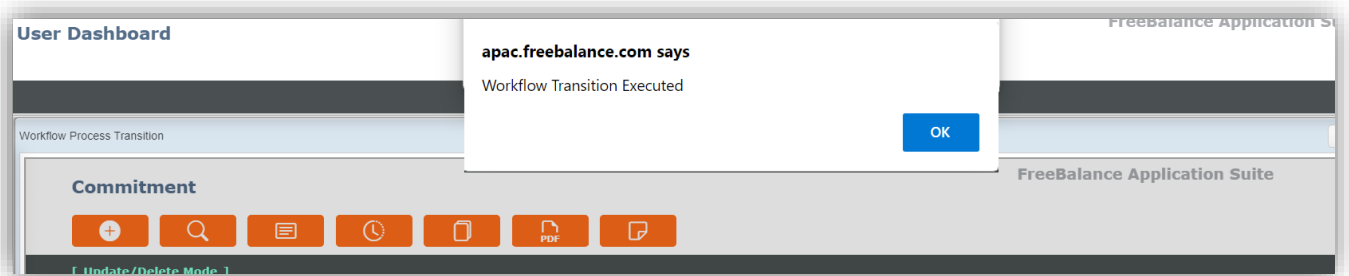 User Dashboard
FreeBalance Application Su
apac.freebalance.com says
Workflow Transition Executed
OK
Workflow Process Transition
Commitment
FreeBalance Application Suite
PDF
[ Update/Delete Mode ]